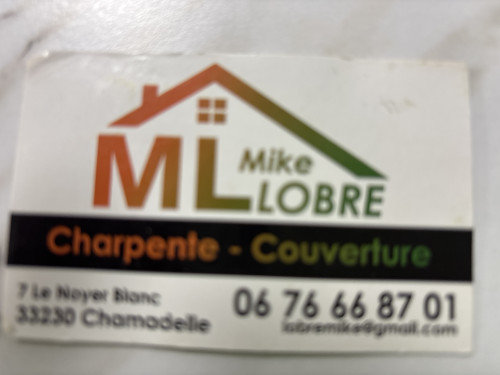 ML Mike
LOBRE
Charpente - Couverture
7 Le Noyer Blanc
33230 Chamadelle
06 76 66 87 01
lobremike@gmail.com